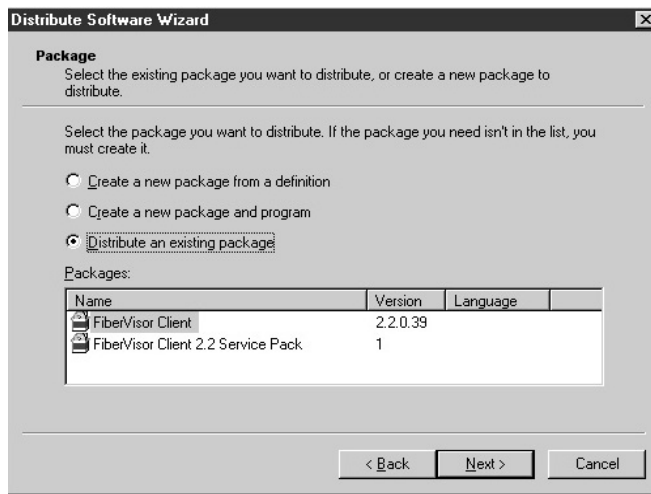 Distribute Software Wizard
Package
Select the existing package you want to distribute, or create a new package to
distribute.
Select the package you want to distribute. If the package you need isn't in the list, you
must create it.
Create a new package from a definition
Create a new package and program
Distribute an existing package
Packages:
Name Version Language
FiberVisor Client 2.2.0.39
FiberVisor Client 2.2 Service Pack 1
< Back Next > Cancel